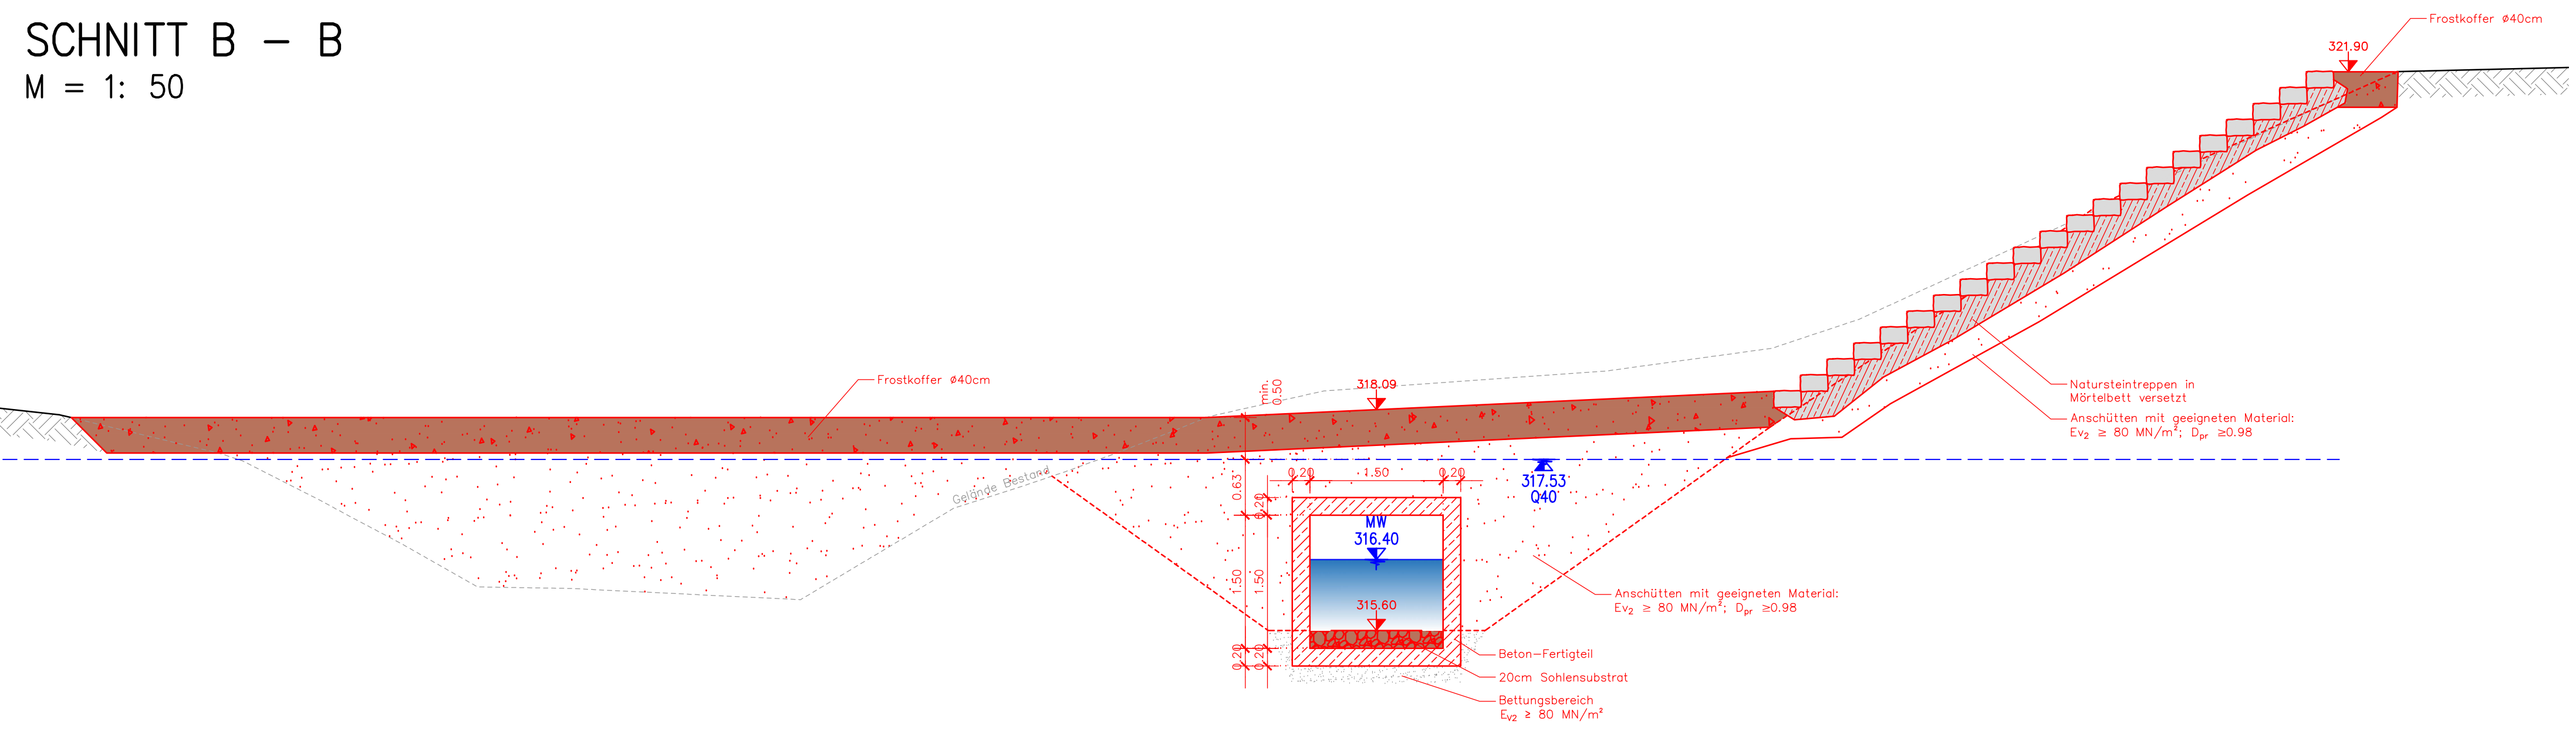 SCHNITT B – B
M = 1: 50
Frostkoffer ø40cm
321.90
Frostkoffer ø40cm
min.
0.50
318.09
Natursteintreppen in
Mörtelbett versetzt
Anschütten mit geeigneten Material:
Ev₂ ≥ 80 MN/m²; Dpr ≥0.98
Gelände Bestand
0.20
1.50
0.20
317.53
Q40
0.63
0.20
MW
316.40
1.50
1.50
315.60
Anschütten mit geeigneten Material:
Ev₂ ≥ 80 MN/m²; Dpr ≥0.98
0.20
0.20
Beton–Fertigteil
20cm Sohlensubstrat
Bettungsbereich
Ev₂ ≥ 80 MN/m²